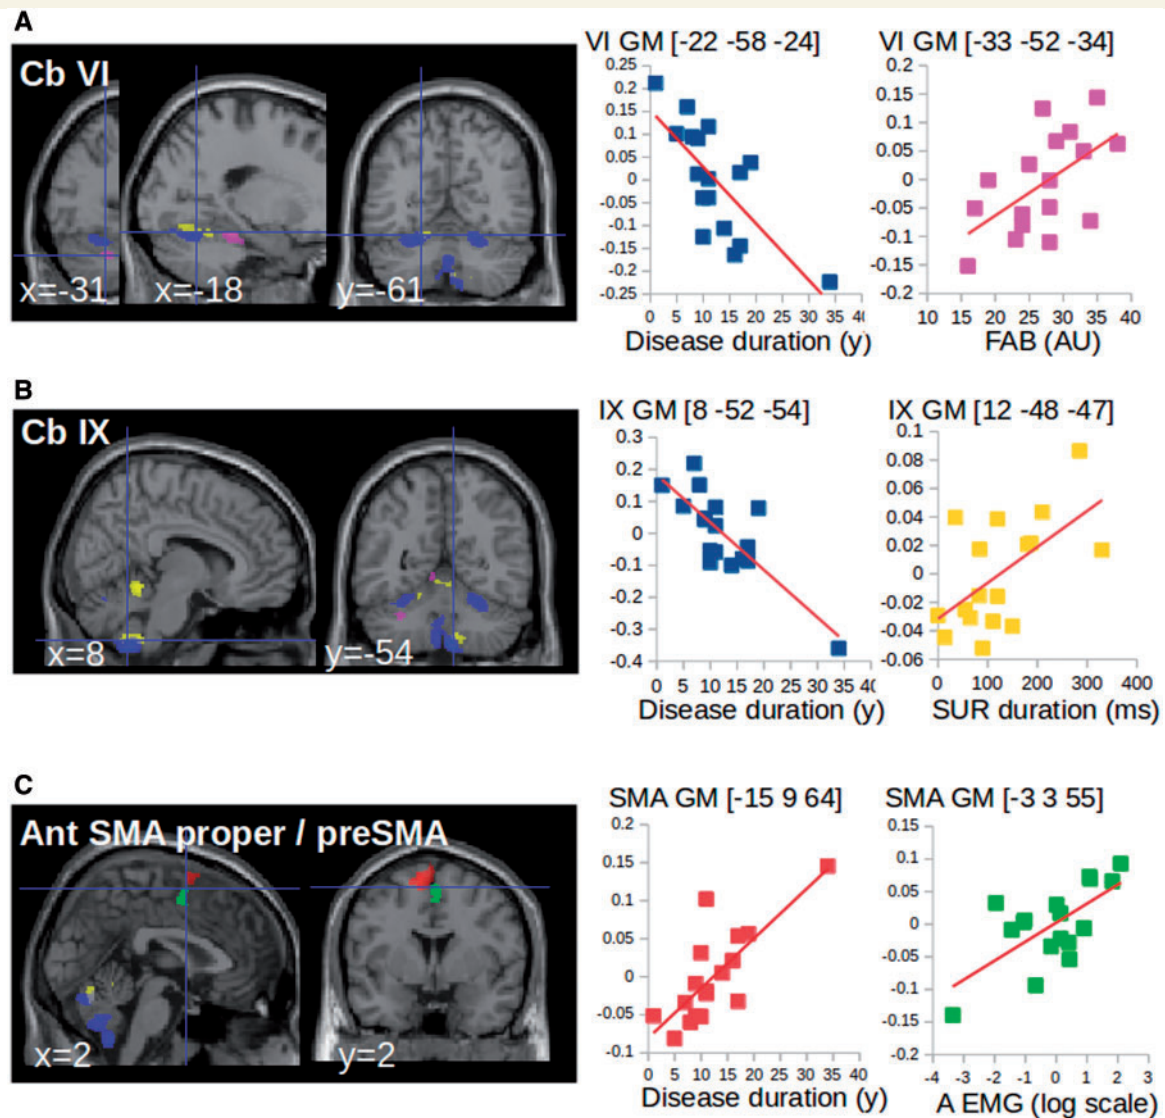 A
Cb VI
x=-31
x=-18
y=-61
VI GM [-22 -58 -24]
0.25
0.2
0.15
0.1
0.05
0
-0.05
-0.1
-0.15
-0.2
-0.25
0 5 10 15 20 25 30 35 40
Disease duration (y)
VI GM [-33 -52 -34]
0.2
0.15
0.1
0.05
0
-0.05
-0.1
-0.15
-0.2
10 15 20 25 30 35 40
FAB (AU)
B
Cb IX
x=8
y=-54
IX GM [8 -52 -54]
0.3
0.2
0.1
0
-0.1
-0.2
-0.3
-0.4
0 5 10 15 20 25 30 35 40
Disease duration (y)
IX GM [12 -48 -47]
0.1
0.08
0.06
0.04
0.02
0
-0.02
-0.04
-0.06
0 100 200 300 400
SUR duration (ms)
C
Ant SMA proper / preSMA
x=2
y=2
SMA GM [-15 9 64]
0.2
0.15
0.1
0.05
0
-0.05
-0.1
0 5 10 15 20 25 30 35 40
Disease duration (y)
SMA GM [-3 3 55]
0.15
0.1
0.05
0
-0.05
-0.1
-0.15
-0.2
-4 -3 -2 -1 0 1 2 3
A EMG (log scale)